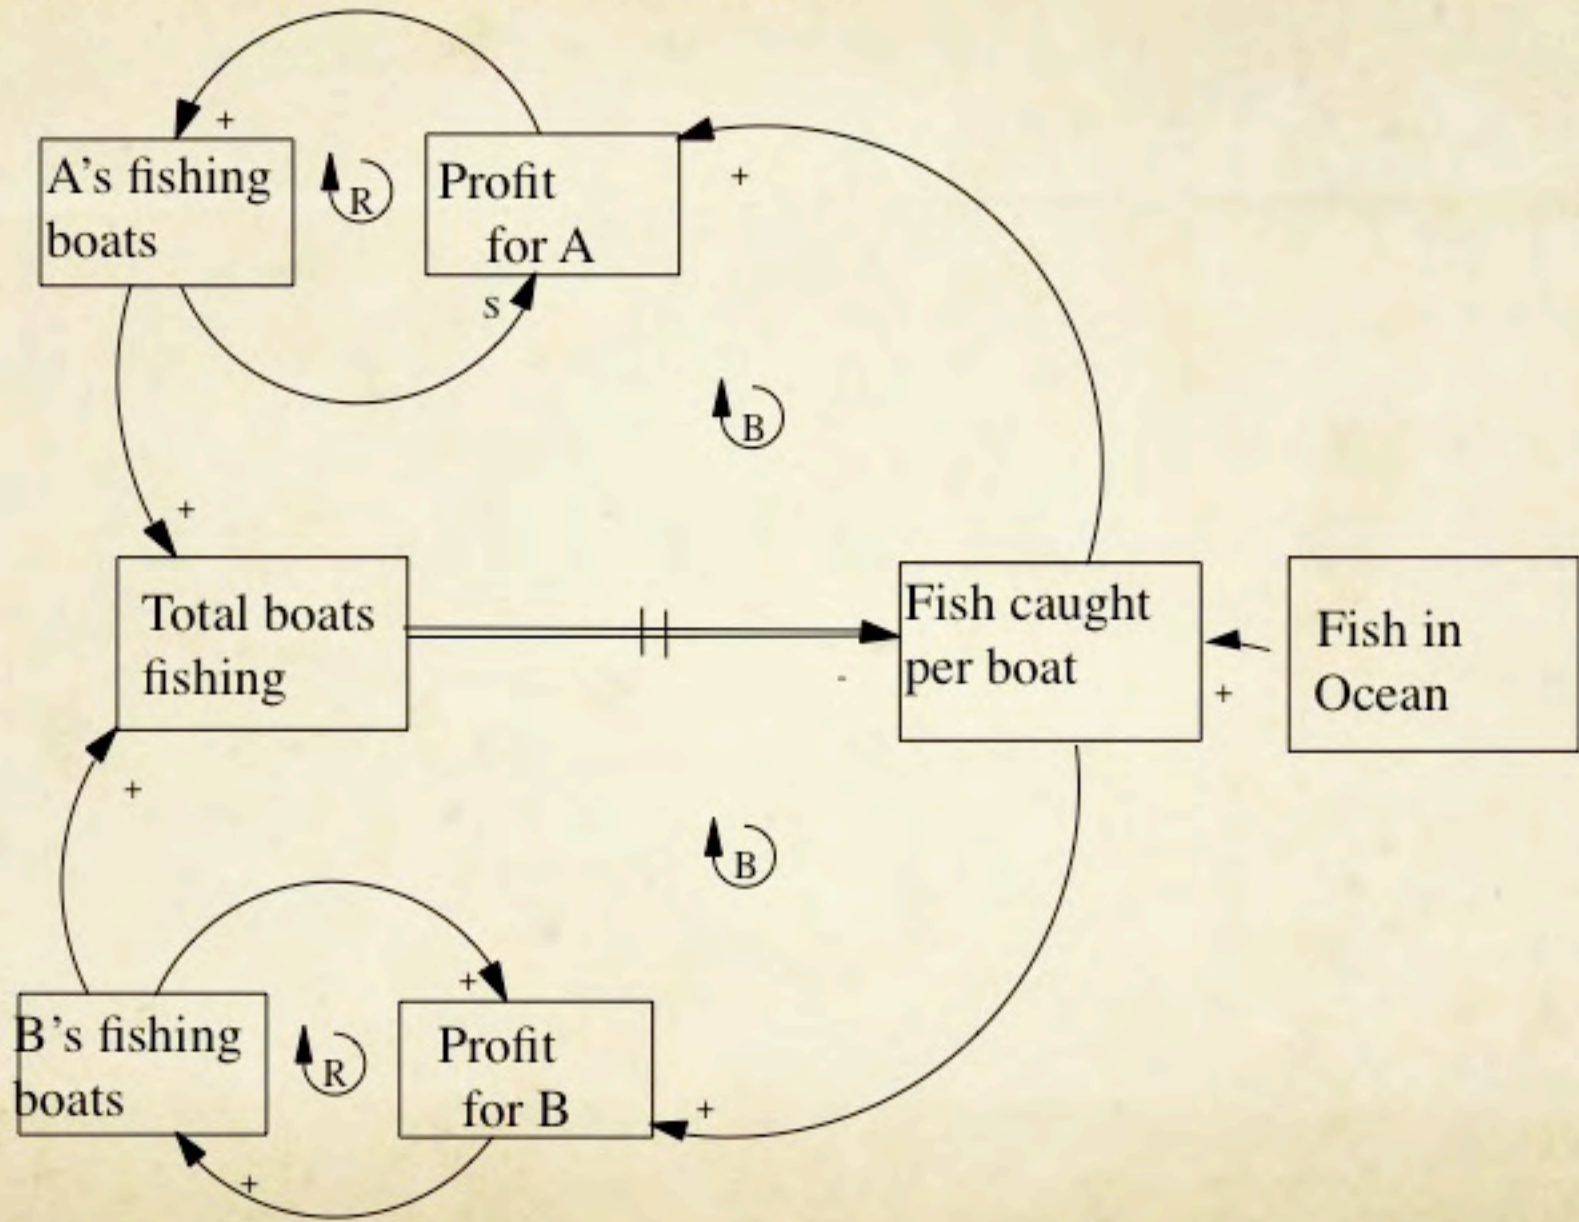 +
A's fishing
boats
R
Profit
for A
+
S
B
+
Total boats
fishing
-
Fish caught
per boat
+
Fish in
Ocean
+
B
+
B's fishing
boats
R
Profit
for B
+
+